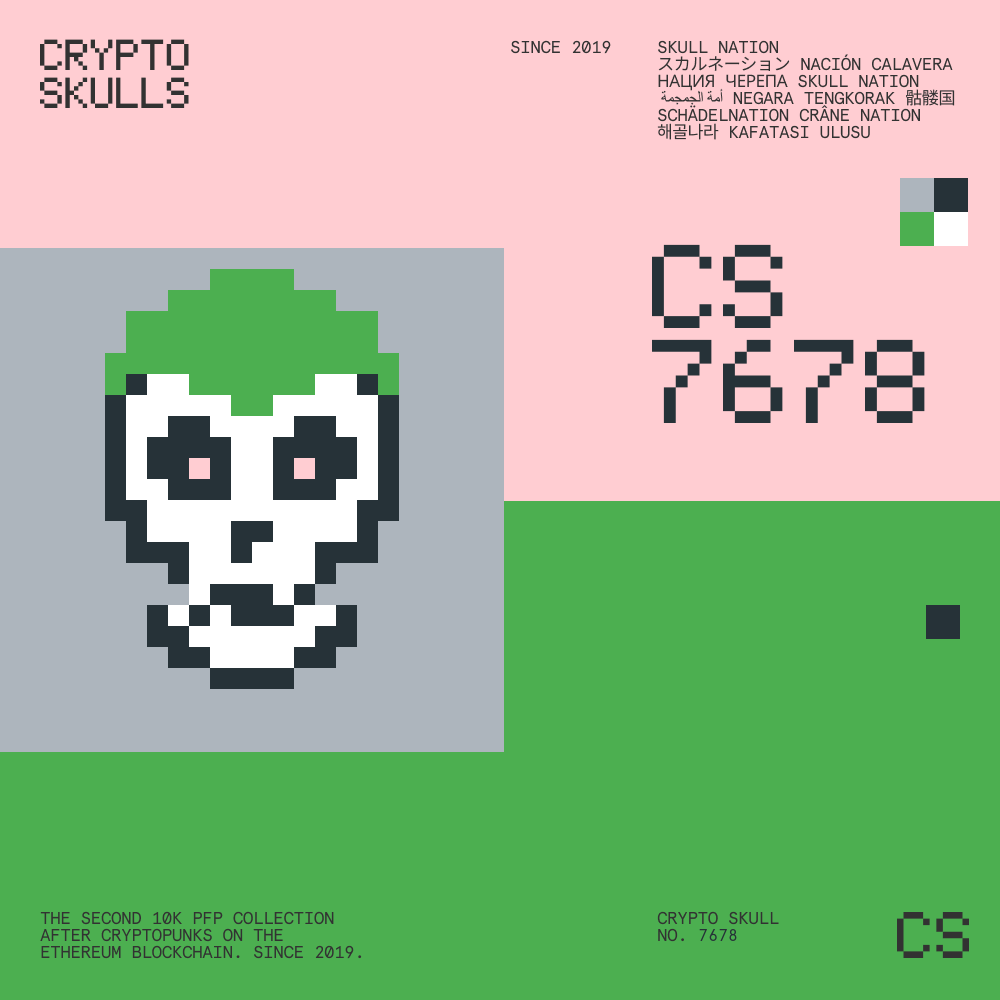 CRYPTO
SKULLS
SINCE 2019
SKULL NATION
スカルネーション NACIÓN CALAVERA
НАЦИЯ ЧЕРЕПА SKULL NATION
أمة الجمجمة NEGARA TENGKORAK 骷髅国
SCHÄDELNATION CRÂNE NATION
해골나라 KAFATASI ULUSU
CS
7678
THE SECOND 10K PFP COLLECTION
AFTER CRYPTOPUNKS ON THE
ETHEREUM BLOCKCHAIN. SINCE 2019.
CRYPTO SKULL
NO. 7678
CS